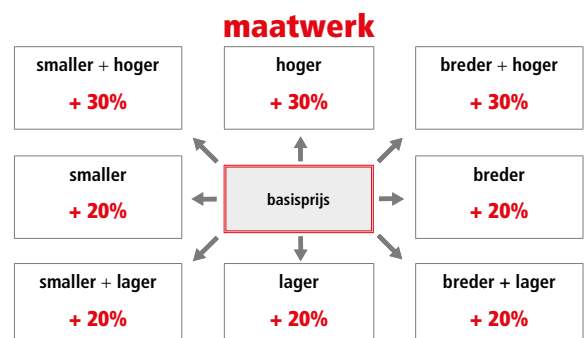 maatwerk
smaller + hoger
+ 30%
hoger
+ 30%
breder + hoger
+ 30%
smaller
+ 20%
basisprijs
breder
+ 20%
smaller + lager
+ 20%
lager
+ 20%
breder + lager
+ 20%